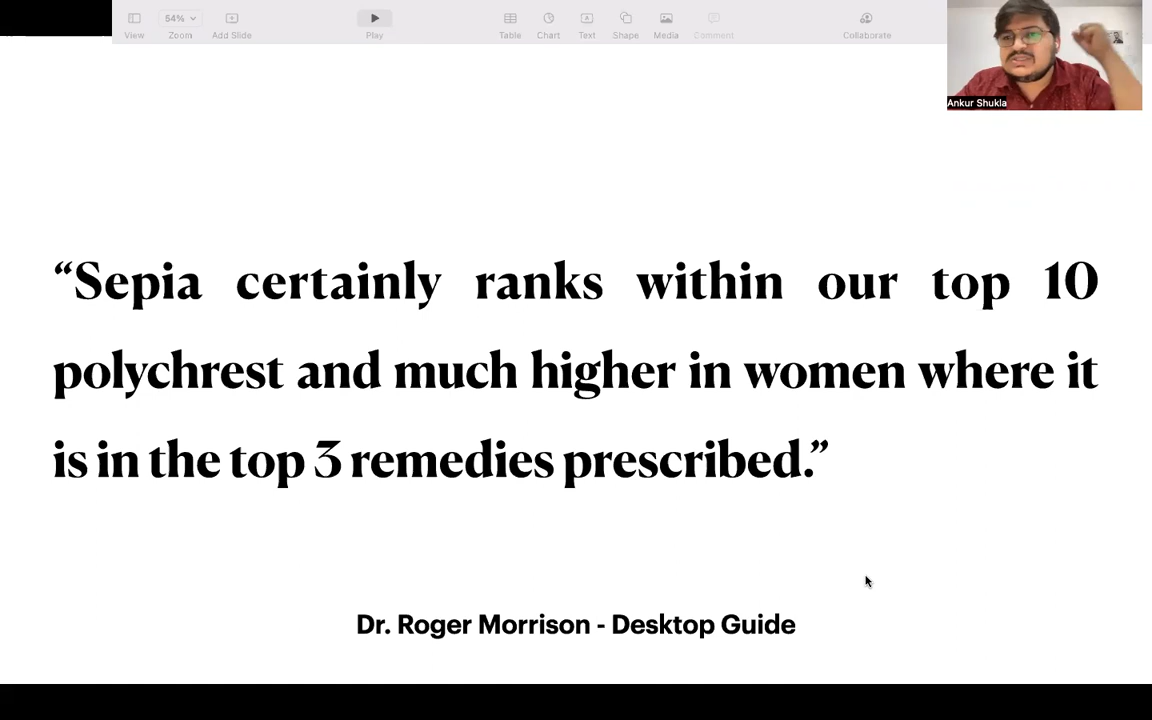 54%
View
Zoom
Add Slide
Play
Table
Chart
Text
Shape
Media
Comment
Collaborate
Ankur Shukla
“Sepia certainly ranks within our top 10
polychrest and much higher in women where it
is in the top 3 remedies prescribed.”
Dr. Roger Morrison - Desktop Guide